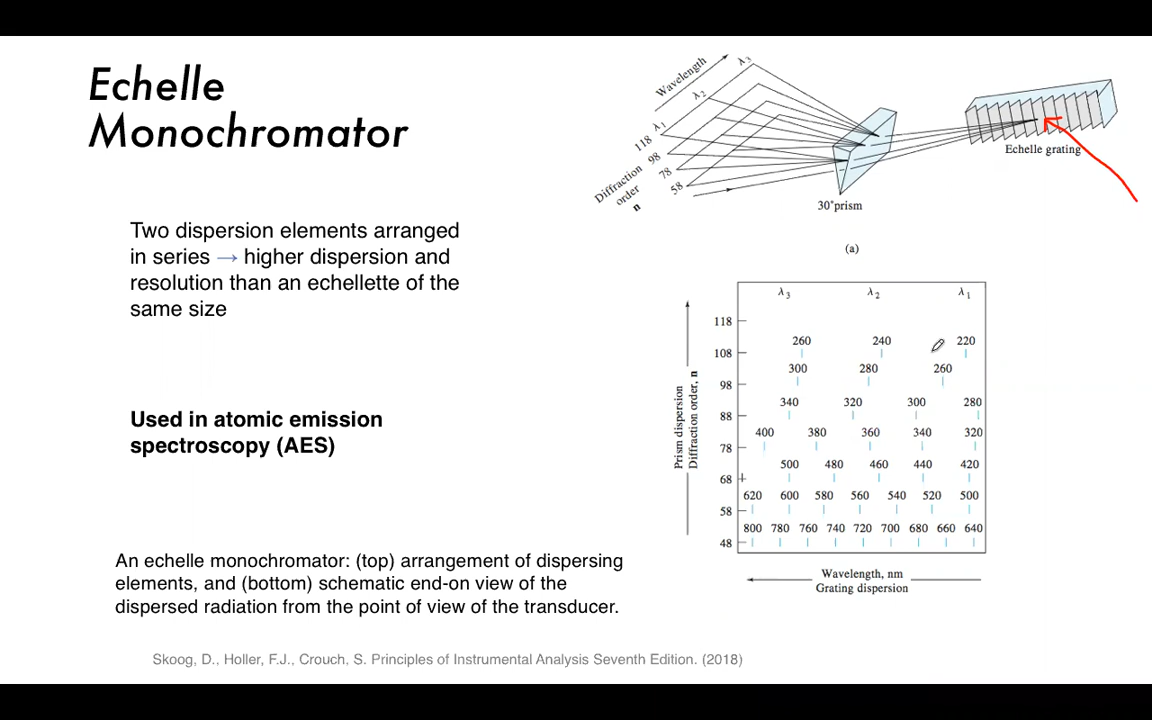 Echelle
Monochromator
Two dispersion elements arranged
in series → higher dispersion and
resolution than an echellette of the
same size
Used in atomic emission
spectroscopy (AES)
An echelle monochromator: (top) arrangement of dispersing
elements, and (bottom) schematic end-on view of the
dispersed radiation from the point of view of the transducer.
Skoog, D., Holler, F.J., Crouch, S. Principles of Instrumental Analysis Seventh Edition. (2018)
Wavelength
λ3
λ2
λ1
118
98
78
58
Diffraction
order
n
30°prism
Echelle grating
(a)
λ3 λ2 λ1
118
260 240 220
108
300 280 260
98
340 320 300 280
88
400 380 360 340 320
78
500 480 460 440 420
68
620 600 580 560 540 520 500
58
800 780 760 740 720 700 680 660 640
48
Prism dispersion
Diffraction order, n
Wavelength, nm
Grating dispersion